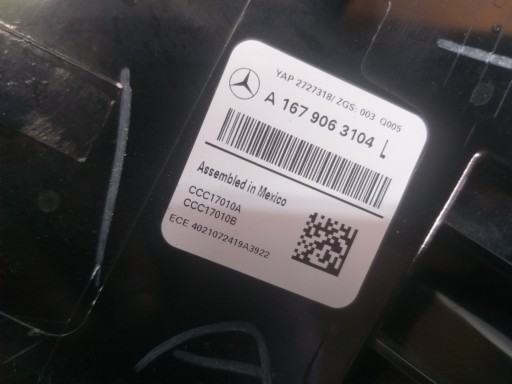 YAP 2727318/ ZGS: 003 Q005
A 167 906 3104 L
Assembled in Mexico
CCC17010A
CCC17010B
ECE 4021072419A3922